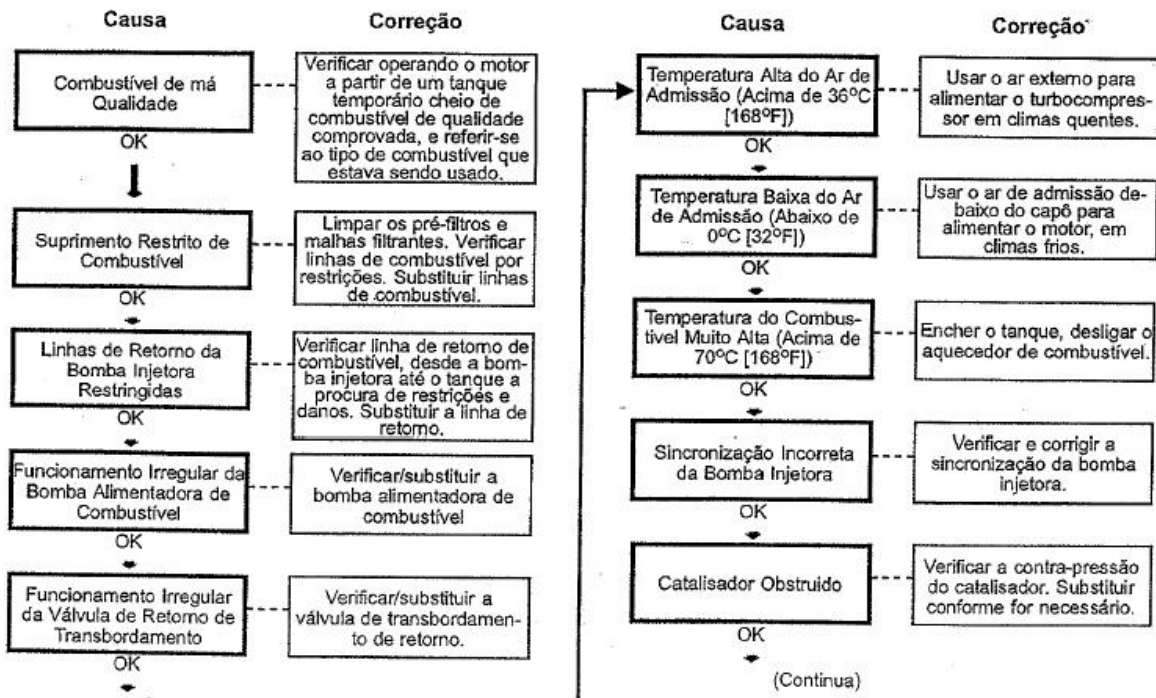 Causa
Correção
Combustível de má
Qualidade
Verificar operando o motor
a partir de um tanque
temporário cheio de
combustível de qualidade
comprovada, e referir-se
ao tipo de combustível que
estava sendo usado.
OK
Suprimento Restrito de
Combustível
Limpar os pré-filtros e
malhas filtrantes. Verificar
linhas de combustível por
restrições. Substituir linhas
de combustível.
OK
Linhas de Retorno da
Bomba Injetora
Restringidas
Verificar linha de retorno de
combustível, desde a bom-
ba injetora até o tanque a
procura de restrições e
danos. Substituir a linha de
retorno.
OK
Funcionamento Irregular da
Bomba Alimentadora de
Combustível
Verificar/substituir a
bomba alimentadora de
combustível
OK
Funcionamento Irregular
da Válvula de Retorno de
Transbordamento
Verificar/substituir a
válvula de transbordamen-
to de retorno.
OK
Causa
Correção
Temperatura Alta do Ar de
Admissão (Acima de 36ºC
[168ºF])
Usar o ar externo para
alimentar o turbocompres-
sor em climas quentes.
OK
Temperatura Baixa do Ar
de Admissão (Abaixo de
0ºC [32ºF])
Usar o ar de admissão de-
baixo do capô para
alimentar o motor, em
climas frios.
OK
Temperatura do Combus-
tivel Muito Alta (Acima de
70ºC [168ºF])
Encher o tanque, desligar o
aquecedor de combustível.
OK
Sincronização Incorreta
da Bomba Injetora
Verificar e corrigir a
sincronização da bomba
injetora.
OK
Catalisador Obstruido
Verificar a contra-pressão
do catalisador. Substituir
conforme for necessário.
OK
(Continua)